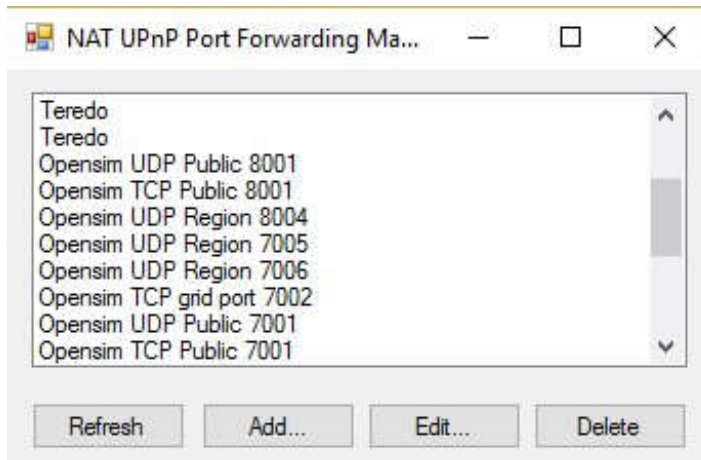 NAT UPnP Port Forwarding Ma...
Teredo
Teredo
Opensim UDP Public 8001
Opensim TCP Public 8001
Opensim UDP Region 8004
Opensim UDP Region 7005
Opensim UDP Region 7006
Opensim TCP grid port 7002
Opensim UDP Public 7001
Opensim TCP Public 7001
Refresh Add... Edit... Delete